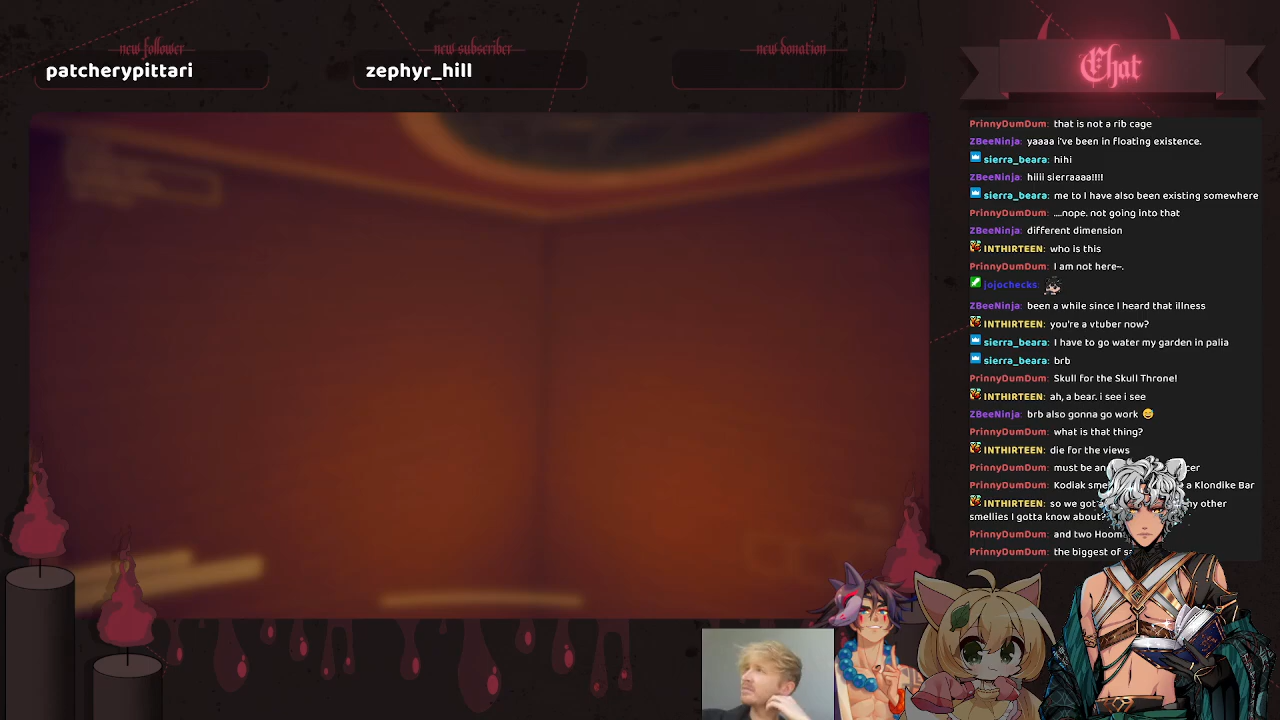 new follower
patcherypittari
new subscriber
zephyr_hill
new donation
Chat
PrinnyDumDum: that is not a rib cage
ZBeeNinja: yaaaa i've been in floating existence.
sierra_beara: hihi
ZBeeNinja: hiiii sierraaaa!!!!
sierra_beara: me to I have also been existing somewhere
PrinnyDumDum: ....nope. not going into that
ZBeeNinja: different dimension
INTHIRTEEN: who is this
PrinnyDumDum: I am not here~.
jojochecks:
ZBeeNinja: been a while since I heard that illness
INTHIRTEEN: you're a vtuber now?
sierra_beara: I have to go water my garden in palia
sierra_beara: brb
PrinnyDumDum: Skull for the Skull Throne!
INTHIRTEEN: ah, a bear. i see i see
ZBeeNinja: brb also gonna go work 😅
PrinnyDumDum: what is that thing?
INTHIRTEEN: die for the views
PrinnyDumDum: must be an
PrinnyDumDum: Kodiak a Klondike Bar
INTHIRTEEN: so we got other
smellies I gotta know about?
PrinnyDumDum: and two
PrinnyDumDum: the biggest of